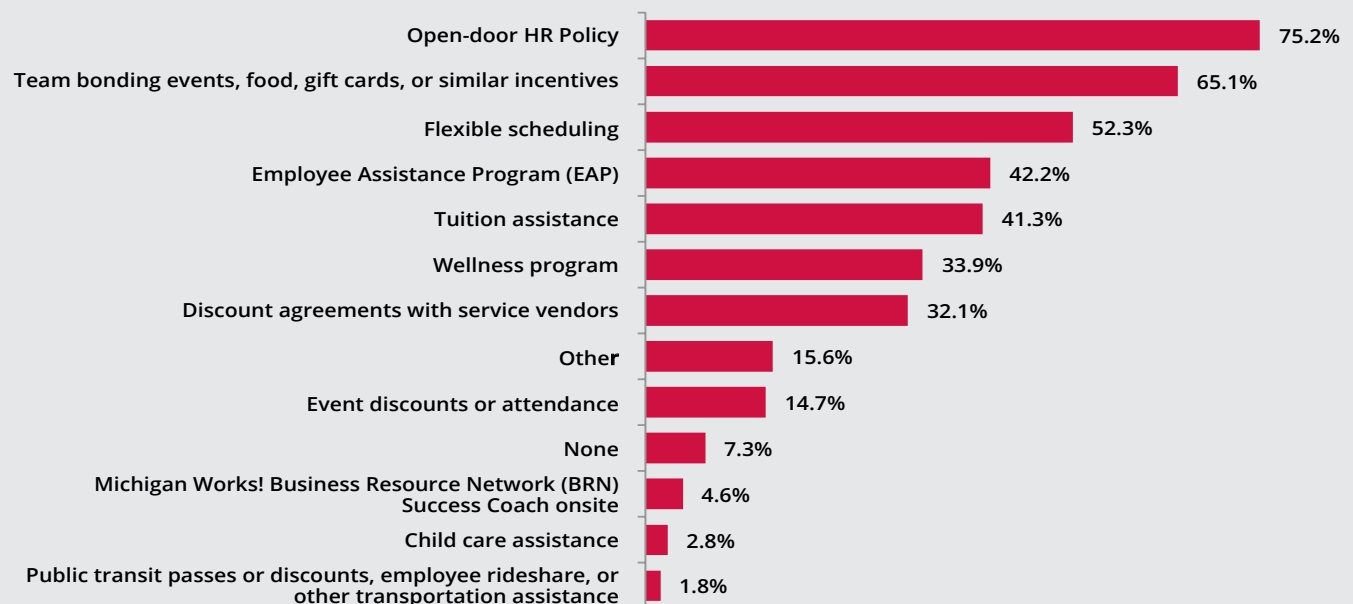 Open-door HR Policy 75.2%
Team bonding events, food, gift cards, or similar incentives 65.1%
Flexible scheduling 52.3%
Employee Assistance Program (EAP) 42.2%
Tuition assistance 41.3%
Wellness program 33.9%
Discount agreements with service vendors 32.1%
Other 15.6%
Event discounts or attendance 14.7%
None 7.3%
Michigan Works! Business Resource Network (BRN)
Success Coach onsite 4.6%
Child care assistance 2.8%
Public transit passes or discounts, employee rideshare, or
other transportation assistance 1.8%